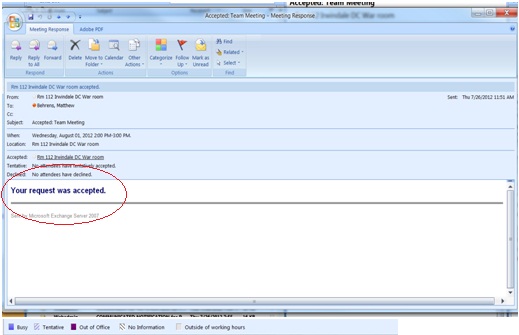 Accepted: Team Meeting
Accepted: Team Meeting - Meeting Response
Meeting Response Adobe PDF
Reply Reply to All Forward Delete Move to Folder Calendar Other Actions Categorize Follow Up Mark as Unread Find Related Select
Respond Actions Options Find
Rm 112 Irwindale DC War room accepted.
From: Rm 112 Irwindale DC War room Sent: Thu 7/26/2012 11:51 AM
To: Behrens, Matthew
Cc:
Subject: Accepted: Team Meeting
When: Wednesday, August 01, 2012 2:00 PM-3:00 PM.
Location: Rm 112 Irwindale DC War room
Accepted: Rm 112 Irwindale DC War room
Tentative: No attendees have tentatively accepted.
Declined: No attendees have declined.
Your request was accepted.
Sent by Microsoft Exchange Server 2007
Busy Tentative Out of Office No Information Outside of working hours